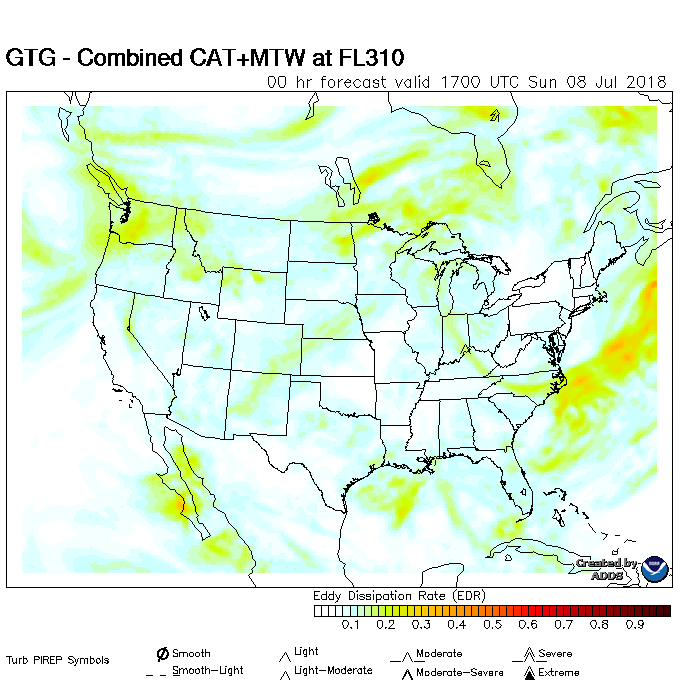 GTG - Combined CAT+MTW at FL310
00 hr forecast valid 1700 UTC Sun 08 Jul 2018
Created by
ADDS
Eddy Dissipation Rate (EDR)
0.1 0.2 0.3 0.4 0.5 0.6 0.7 0.8 0.9
Turb PIREP Symbols
Smooth Light Moderate Severe
Smooth-Light Light-Moderate Moderate-Severe Extreme